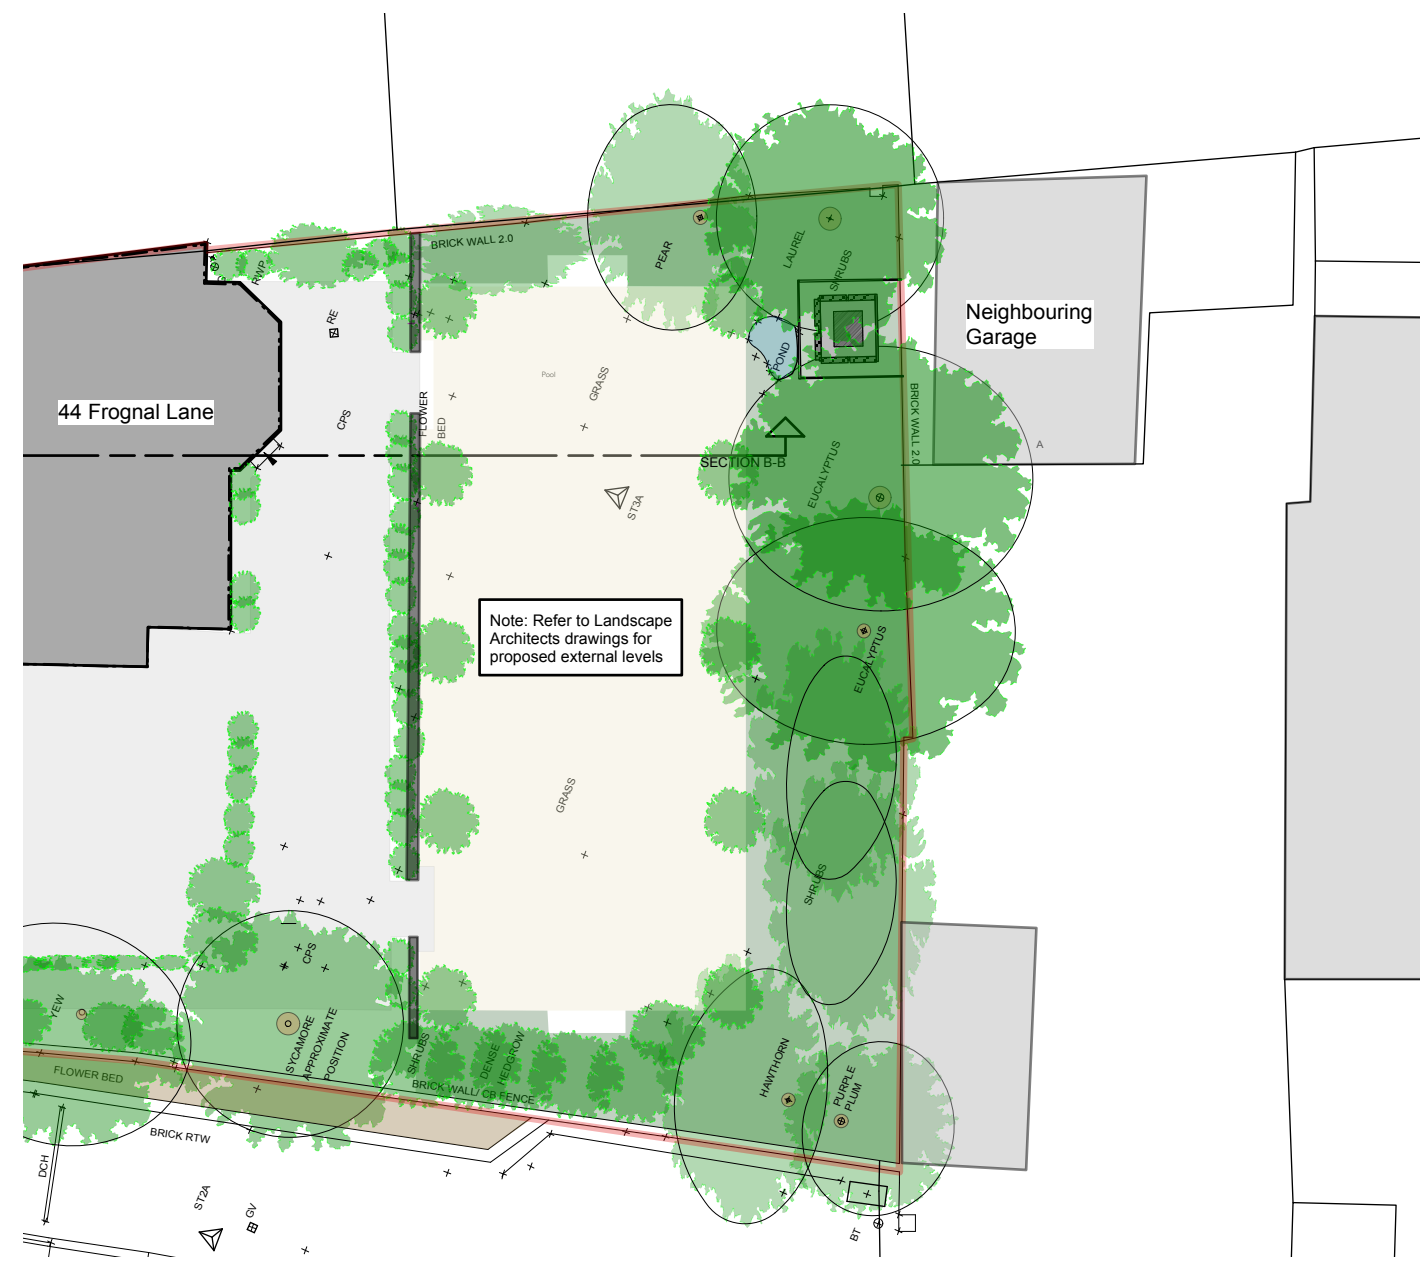 BRICK WALL 2.0
PEAR
LAUREL
SHRUBS
RWP
RE
Neighbouring
Garage
POND
44 Frognal Lane
CPS
FLOWER
BED
Pool
GRASS
BRICK WALL 2.0
A
SECTION B-B
EUCALYPTUS
ST3A
Note: Refer to Landscape
Architects drawings for
proposed external levels
EUCALYPTUS
GRASS
SHRUBS
CPS
YEW
SYCAMORE
APPROXIMATE
POSITION
SHRUBS
DENSE
HEDGROW
HAWTHORN
PURPLE
PLUM
FLOWER BED
BRICK WALL/ CB FENCE
BRICK RTW
DCH
ST2A
GV
BT